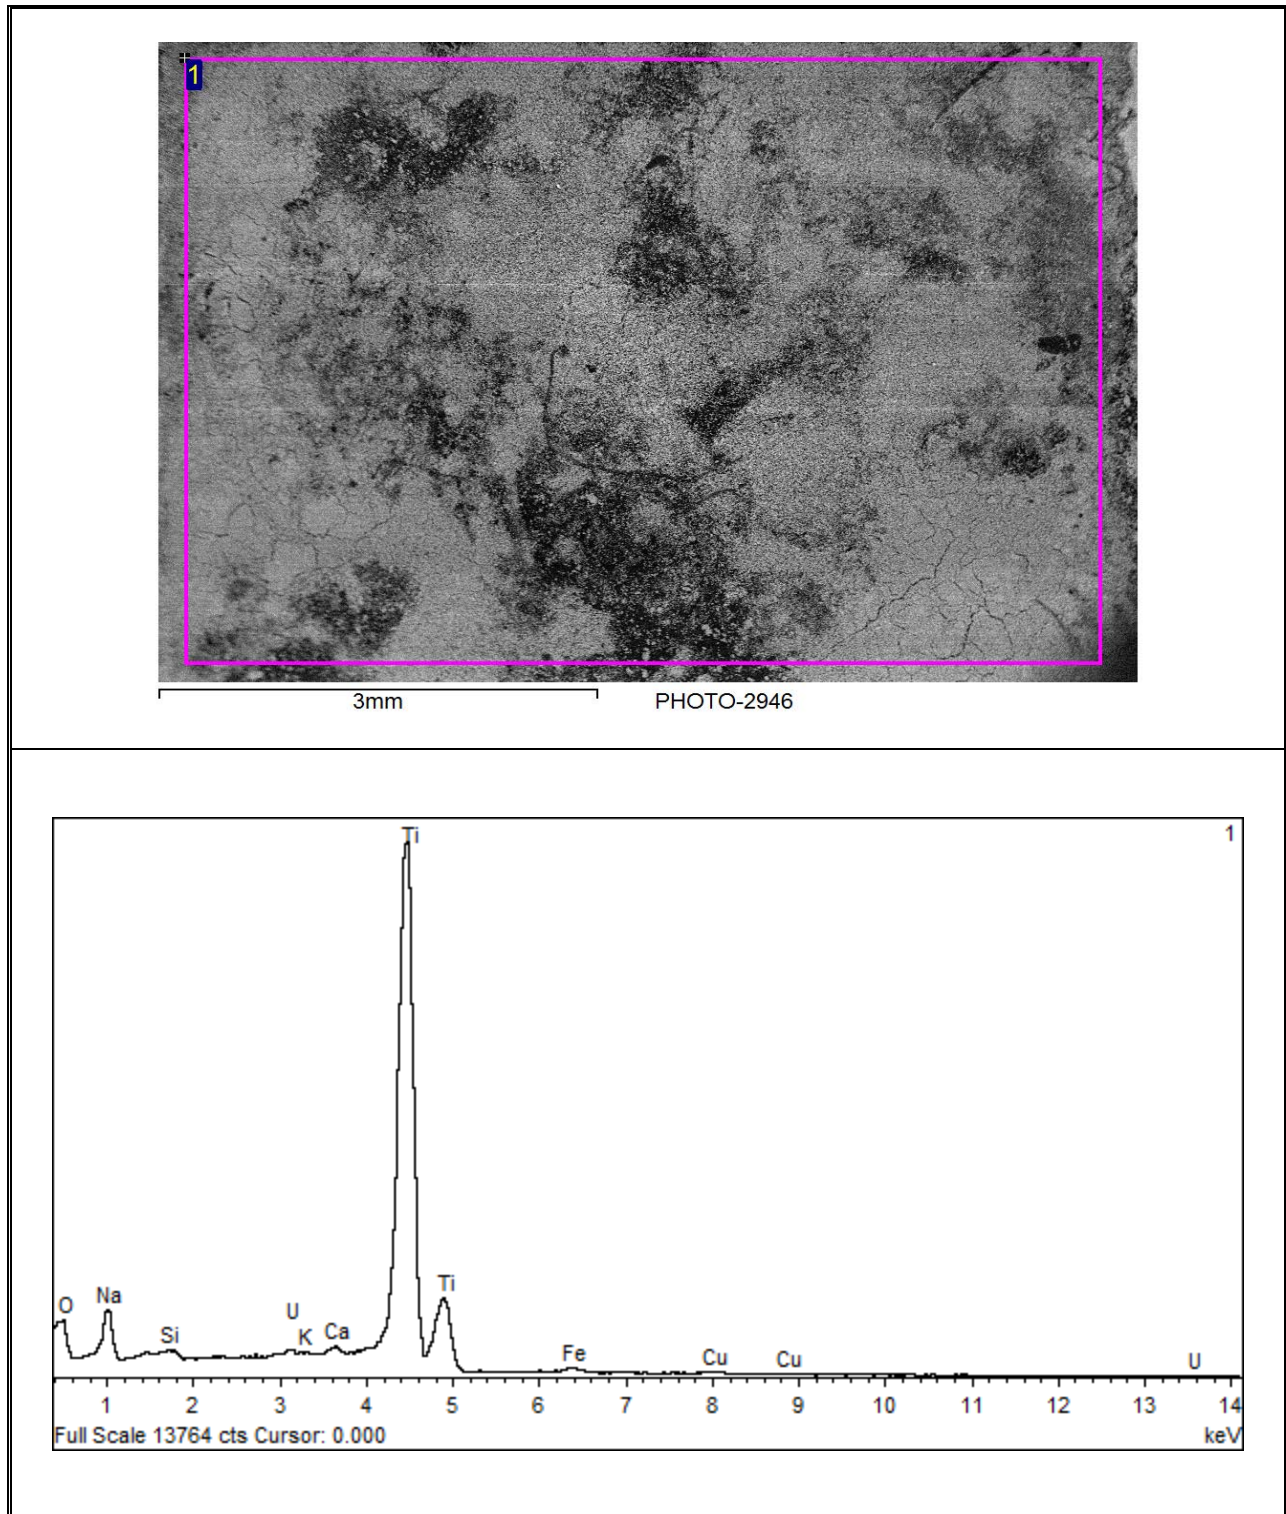 1
3mm PHOTO-2946
Ti 1
O Na Si U K Ca Ti Fe Cu Cu U
1 2 3 4 5 6 7 8 9 10 11 12 13 14
Full Scale 13764 cts Cursor: 0.000 keV